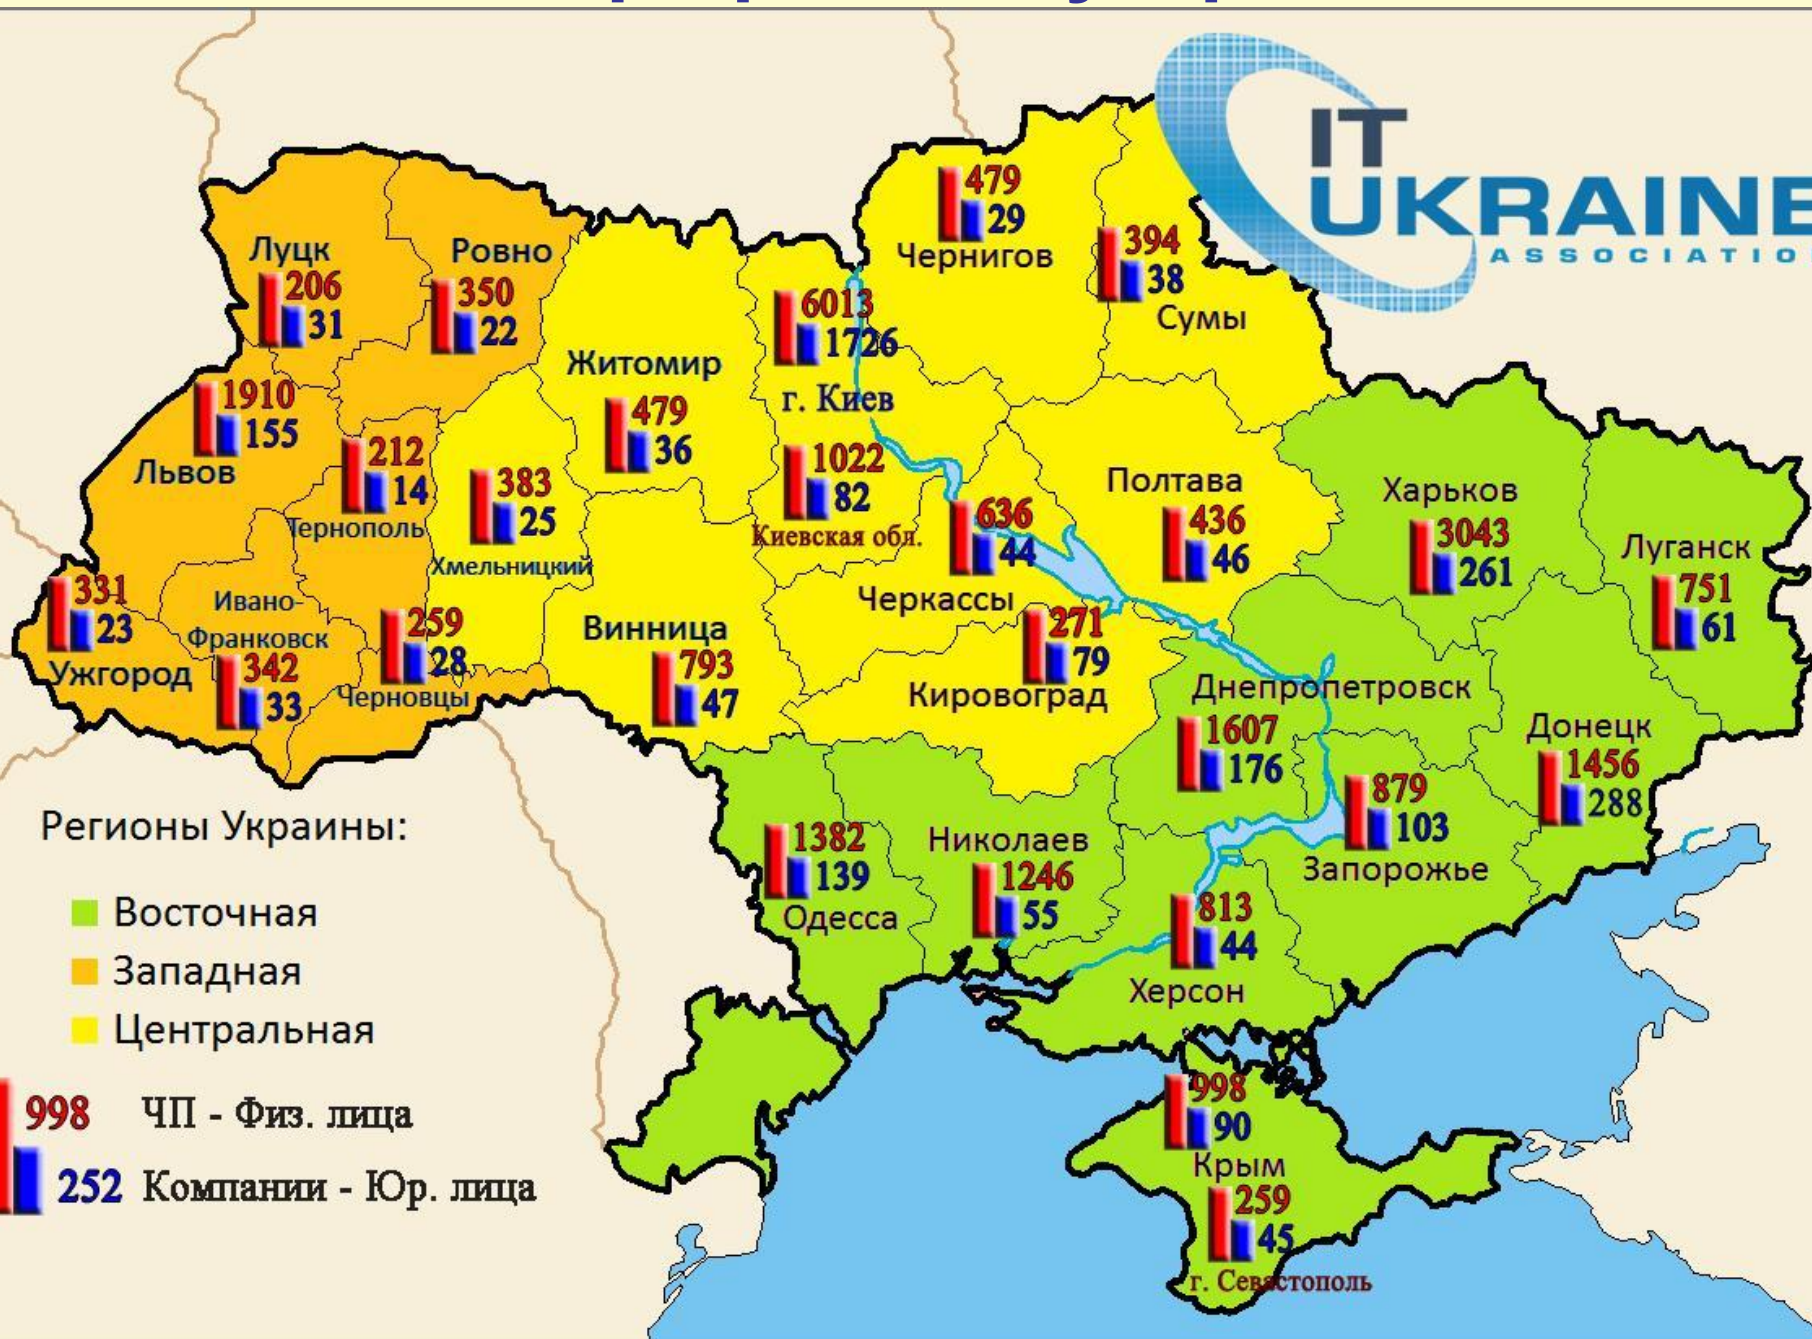 IT
UKRAINE
ASSOCIATIO
479
29
Чернигов
394
38
Сумы
Луцк
206
31
Ровно
350
22
6013
1726
г. Киев
Житомир
479
36
1910
155
Львов
212
14
Тернополь
383
25
Хмельницкий
1022
82
Киевская обл.
636
44
Черкассы
Полтава
436
46
Харьков
3043
261
Луганск
751
61
331
23
Ужгород
Ивано-
Франковск
342
33
259
28
Черновцы
Винница
793
47
271
79
Кировоград
Днепропетровск
1607
176
Донецк
1456
288
879
103
Запорожье
1382
139
Одесса
Николаев
1246
55
813
44
Херсон
998
90
Крым
259
45
г. Севастополь
Регионы Украины:
Восточная
Западная
Центральная
998 ЧП - Физ. лица
252 Компании - Юр. лица